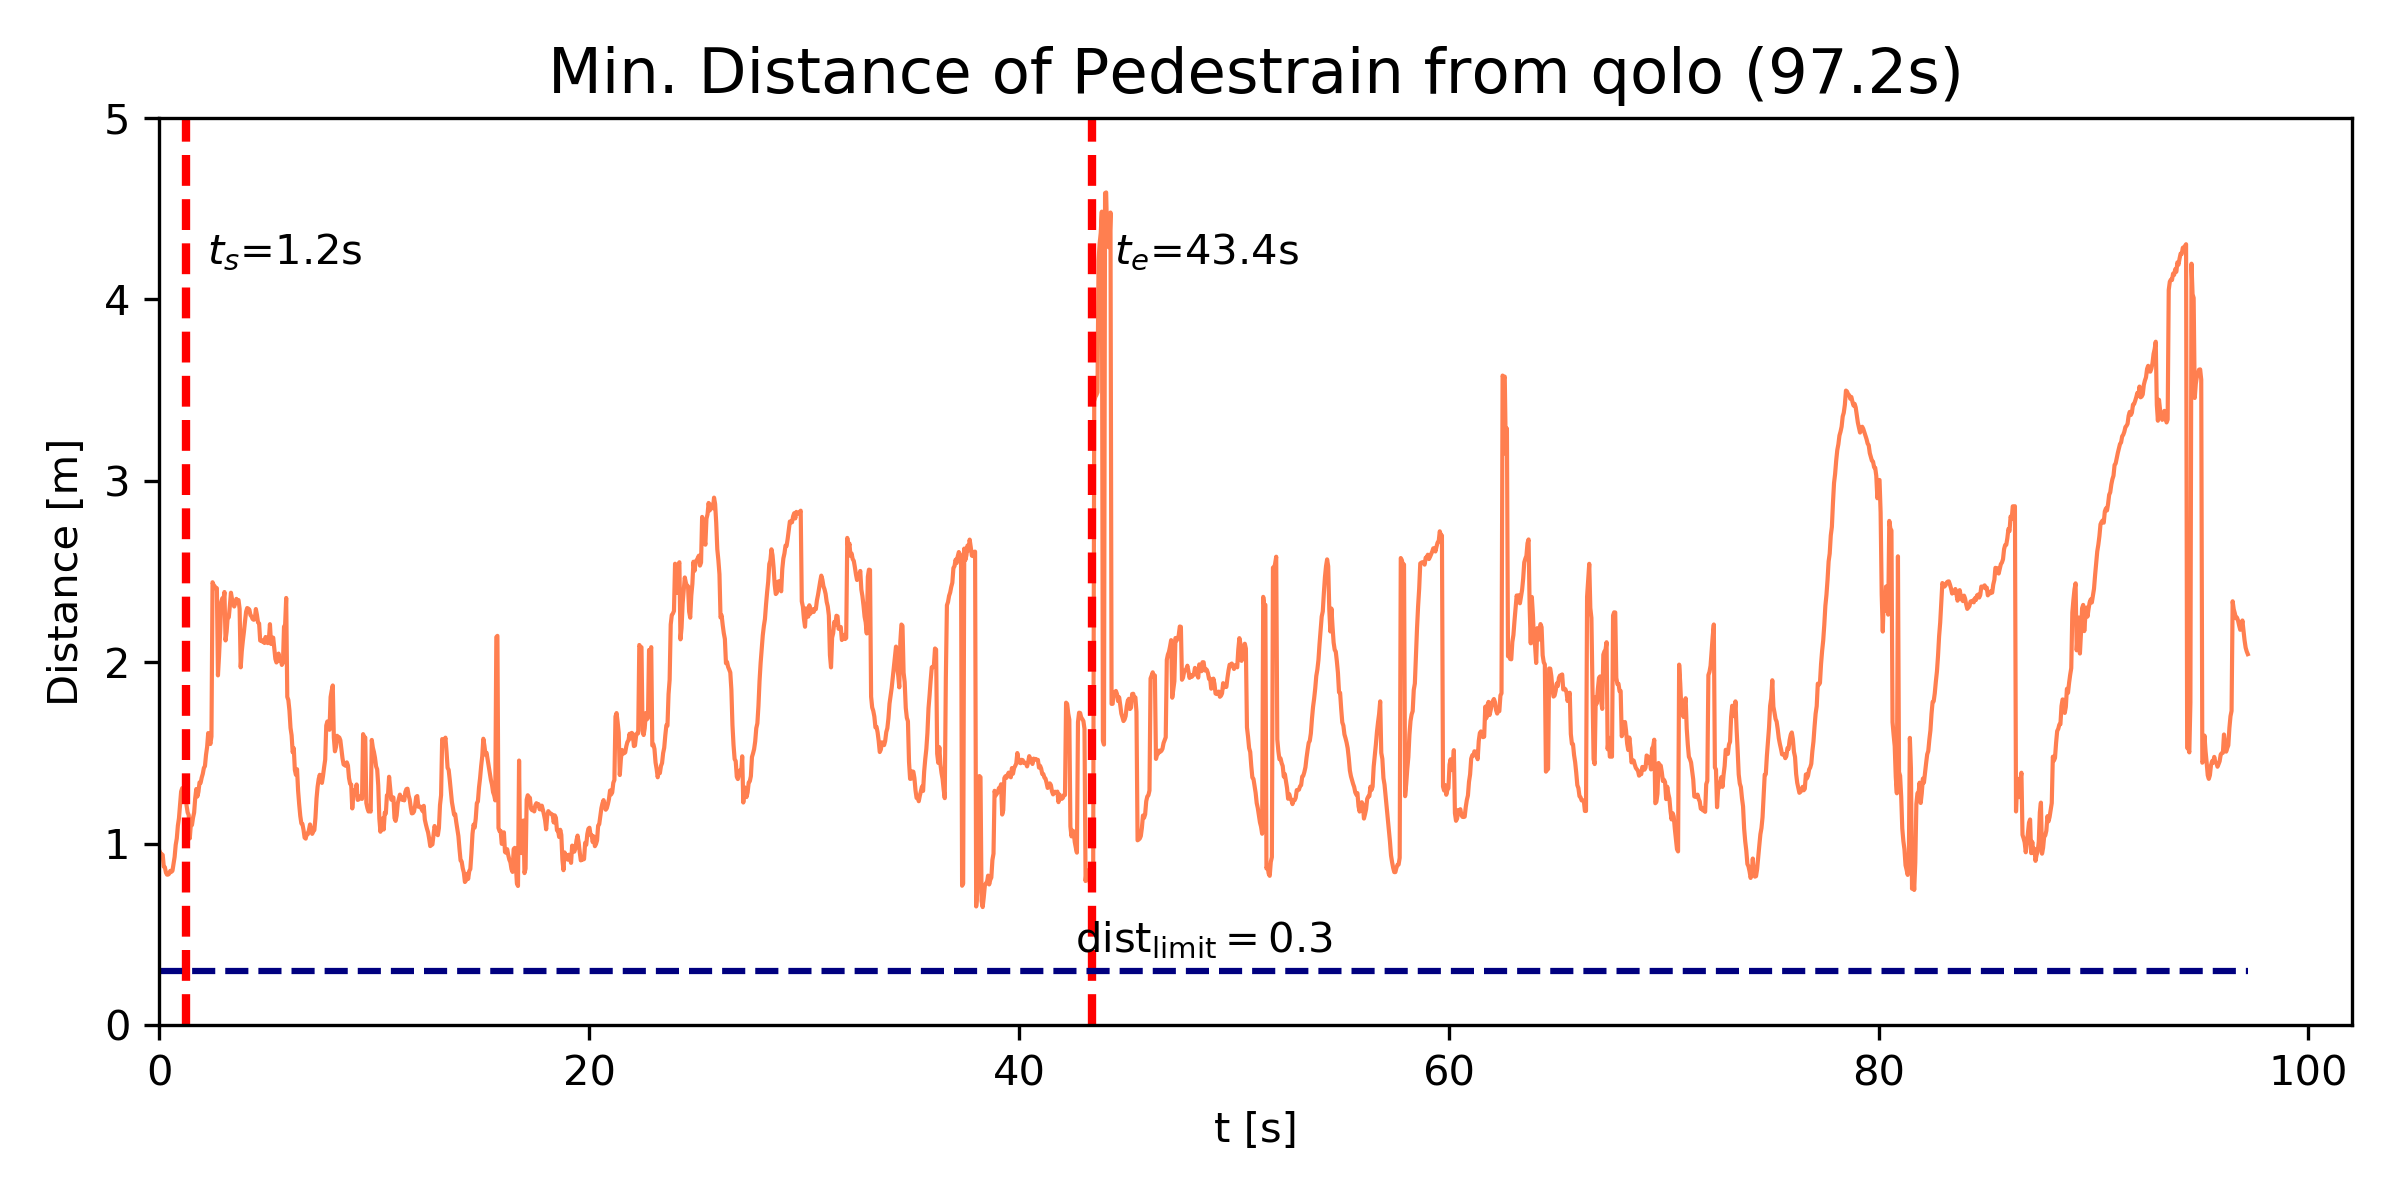 Min. Distance of Pedestrain from qolo (97.2s)
5
4
3
2
1
0
Distance [m]
t_s=1.2s
t_e=43.4s
dist_limit = 0.3
0 20 40 60 80 100
t [s]